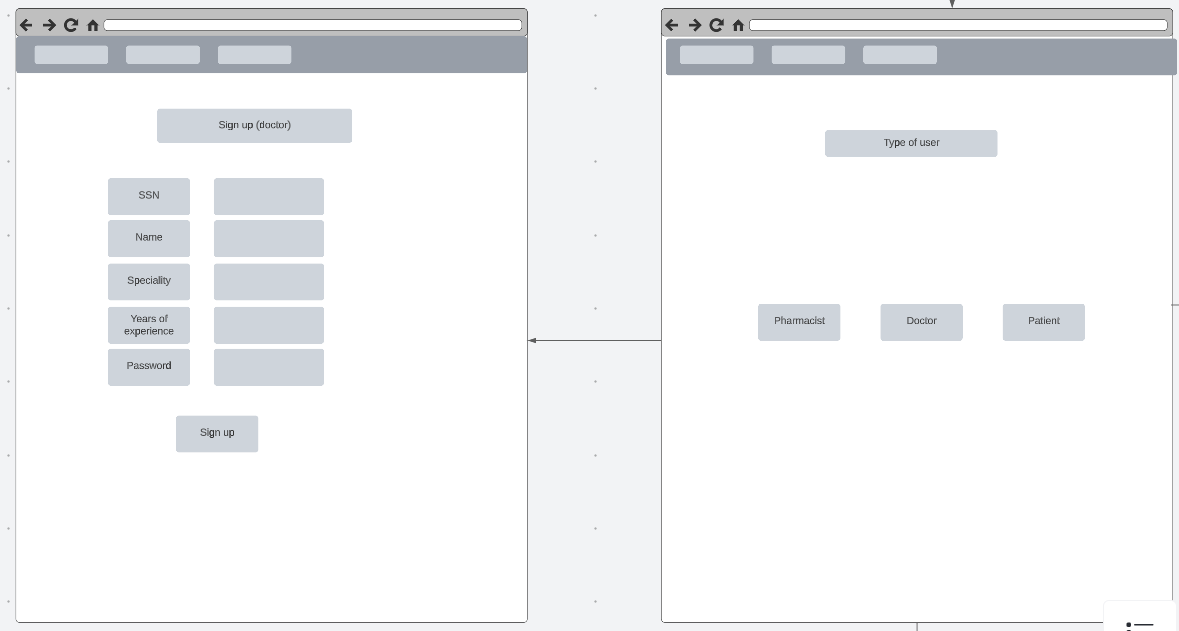 Sign up (doctor)
SSN
Name
Speciality
Years of
experience
Password
Sign up
Type of user
Pharmacist
Doctor
Patient